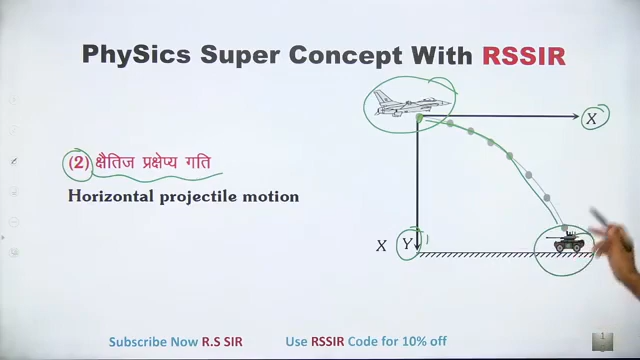 PhySics Super Concept With RSSIR
X
(2) क्षैतिज प्रक्षेप्य गति
Horizontal projectile motion
X Y
Subscribe Now R.S SIR Use RSSIR Code for 10% off